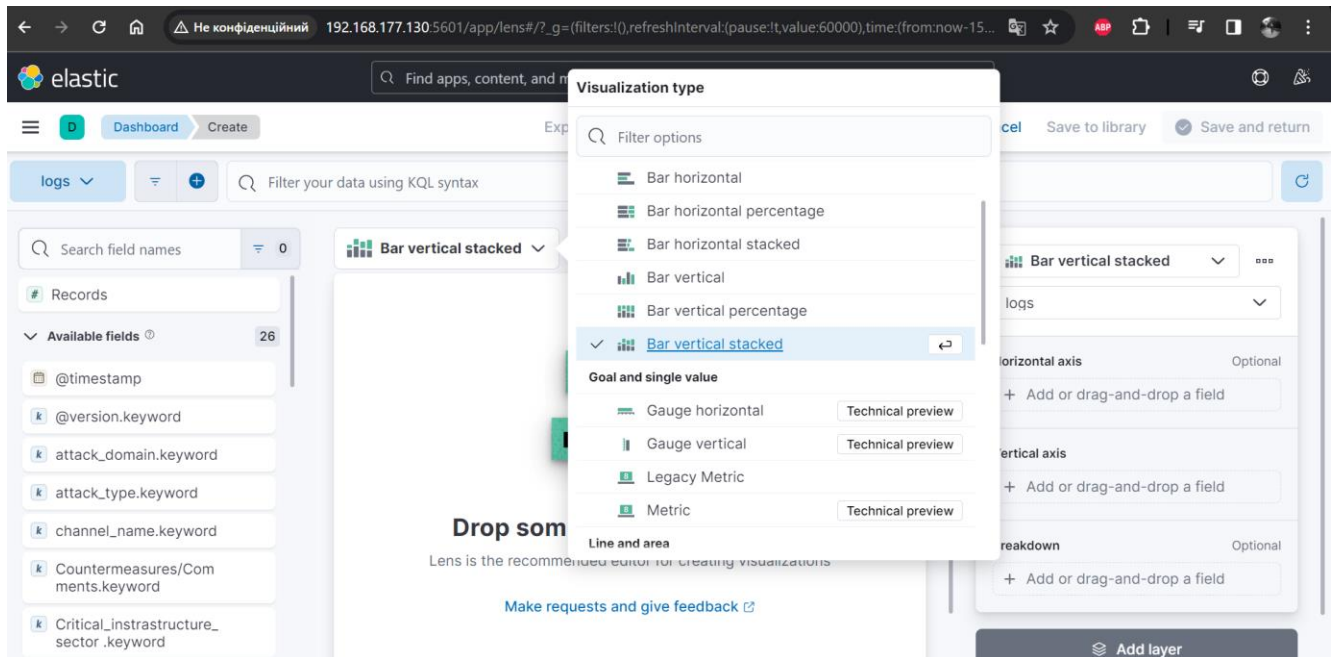 Не конфіденційний 192.168.177.130:5601/app/lens#/?_g=(filters:!(),refreshInterval:(pause:!t,value:60000),time:(from:now-15...
ABP
elastic
Find apps, content, and
D Dashboard Create
Save to library Save and return
logs
Filter your data using KQL syntax
Visualization type
Filter options
Bar horizontal
Bar horizontal percentage
Bar horizontal stacked
Bar vertical
Bar vertical percentage
Bar vertical stacked
Goal and single value
Gauge horizontal Technical preview
Gauge vertical Technical preview
Legacy Metric
Metric Technical preview
Line and area
Search field names 0
# Records
Available fields 26
@timestamp
k @version.keyword
k attack_domain.keyword
k attack_type.keyword
k channel_name.keyword
k Countermeasures/Com
ments.keyword
k Critical_instrastructure_
sector .keyword
Bar vertical stacked
Drop som
Lens is the recommended editor for creating visualizations
Make requests and give feedback
Bar vertical stacked
logs
orizontal axis Optional
+ Add or drag-and-drop a field
ertical axis
+ Add or drag-and-drop a field
reakdown Optional
+ Add or drag-and-drop a field
Add layer